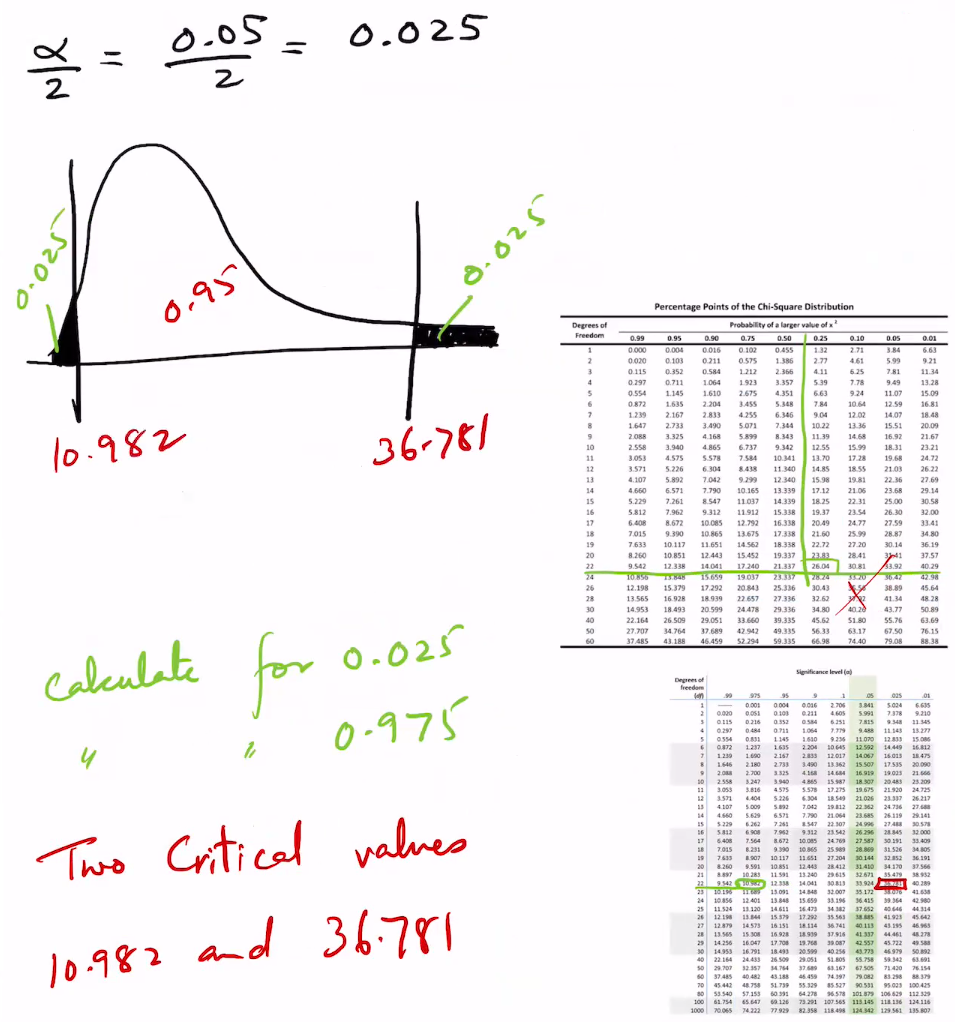 α/2 = 0.05/2 = 0.025
0.025
0.95
0.025
10.982
36.781
Calculate for 0.025
" " 0.975
Two Critical values
10.982 and 36.781
Percentage Points of the Chi-Square Distribution
Degrees of Freedom
Probability of a larger value of x ²
0.99 0.95 0.90 0.75 0.50 0.25 0.10 0.05 0.01
1 0.000 0.004 0.016 0.102 0.455 1.32 2.71 3.84 6.63
2 0.020 0.103 0.211 0.575 1.386 2.77 4.61 5.99 9.21
3 0.115 0.352 0.584 1.212 2.366 4.11 6.25 7.81 11.34
4 0.297 0.711 1.064 1.923 3.357 5.39 7.78 9.49 13.28
5 0.554 1.145 1.610 2.675 4.351 6.63 9.24 11.07 15.09
6 0.872 1.635 2.204 3.455 5.348 7.84 10.64 12.59 16.81
7 1.239 2.167 2.833 4.255 6.346 9.04 12.02 14.07 18.48
8 1.647 2.733 3.490 5.071 7.344 10.22 13.36 15.51 20.09
9 2.088 3.325 4.168 5.899 8.343 11.39 14.68 16.92 21.67
10 2.558 3.940 4.865 6.737 9.342 12.55 15.99 18.31 23.21
11 3.053 4.575 5.578 7.584 10.341 13.70 17.28 19.68 24.72
12 3.571 5.226 6.304 8.438 11.340 14.85 18.55 21.03 26.22
13 4.107 5.892 7.042 9.299 12.340 15.98 19.81 22.36 27.69
14 4.660 6.571 7.790 10.165 13.339 17.12 21.06 23.68 29.14
15 5.229 7.261 8.547 11.037 14.339 18.25 22.31 25.00 30.58
16 5.812 7.962 9.312 11.912 15.338 19.37 23.54 26.30 32.00
17 6.408 8.672 10.085 12.792 16.338 20.49 24.77 27.59 33.41
18 7.015 9.390 10.865 13.675 17.338 21.60 25.99 28.87 34.80
19 7.633 10.117 11.651 14.562 18.338 22.72 27.20 30.14 36.19
20 8.260 10.851 12.443 15.452 19.337 23.83 28.41 31.41 37.57
22 9.542 12.338 14.041 17.240 21.337 26.04 30.81 33.92 40.29
24 10.856 13.848 15.659 19.037 23.337 28.24 33.20 36.42 42.98
26 12.198 15.379 17.292 20.843 25.336 30.43 38.89 45.64
28 13.565 16.928 18.939 22.657 27.336 32.62 41.34 48.28
30 14.953 18.493 20.599 24.478 29.336 34.80 40.26 43.77 50.89
40 22.164 26.509 29.051 33.660 39.335 45.62 51.80 55.76 63.69
50 27.707 34.764 37.689 42.942 49.335 56.33 63.17 67.50 76.15
60 37.485 43.188 46.459 52.294 59.335 66.98 74.40 79.08 88.38
Significance level (α)
Degrees of freedom (df)
.99 .975 .95 .9 .1 .05 .025 .01
1 ----- 0.001 0.004 0.016 2.706 3.841 5.024 6.635
2 0.020 0.051 0.103 0.211 4.605 5.991 7.378 9.210
3 0.115 0.216 0.352 0.584 6.251 7.815 9.348 11.345
4 0.297 0.484 0.711 1.064 7.779 9.488 11.143 13.277
5 0.554 0.831 1.145 1.610 9.236 11.070 12.833 15.086
6 0.872 1.237 1.635 2.204 10.645 12.592 14.449 16.812
7 1.239 1.690 2.167 2.833 12.017 14.067 16.013 18.475
8 1.646 2.180 2.733 3.490 13.362 15.507 17.535 20.090
9 2.088 2.700 3.325 4.168 14.684 16.919 19.023 21.666
10 2.558 3.247 3.940 4.865 15.987 18.307 20.483 23.209
11 3.053 3.816 4.575 5.578 17.275 19.675 21.920 24.725
12 3.571 4.404 5.226 6.304 18.549 21.026 23.337 26.217
13 4.107 5.009 5.892 7.042 19.812 22.362 24.736 27.688
14 4.660 5.629 6.571 7.790 21.064 23.685 26.119 29.141
15 5.229 6.262 7.261 8.547 22.307 24.996 27.488 30.578
16 5.812 6.908 7.962 9.312 23.542 26.296 28.845 32.000
17 6.408 7.564 8.672 10.085 24.769 27.587 30.191 33.409
18 7.015 8.231 9.390 10.865 25.989 28.869 31.526 34.805
19 7.633 8.907 10.117 11.651 27.204 30.144 32.852 36.191
20 8.260 9.591 10.851 12.443 28.412 31.410 34.170 37.566
21 8.897 10.283 11.591 13.240 29.615 32.671 35.479 38.932
22 9.542 10.982 12.338 14.041 30.813 33.924 36.781 40.289
23 10.196 11.689 13.091 14.848 32.007 35.172 38.076 41.638
24 10.856 12.401 13.848 15.659 33.196 36.415 39.364 42.980
25 11.524 13.120 14.611 16.473 34.382 37.652 40.646 44.314
26 12.198 13.844 15.379 17.292 35.563 38.885 41.923 45.642
27 12.879 14.573 16.151 18.114 36.741 40.113 43.195 46.963
28 13.565 15.308 16.928 18.939 37.916 41.337 44.461 48.278
29 14.256 16.047 17.708 19.768 39.087 42.557 45.722 49.588
30 14.953 16.791 18.493 20.599 40.256 43.773 46.979 50.892
40 22.164 24.433 26.509 29.051 51.805 55.758 59.342 63.691
50 29.707 32.357 34.764 37.689 63.167 67.505 71.420 76.154
60 37.485 40.482 43.188 46.459 74.397 79.082 83.298 88.379
70 45.442 48.758 51.739 55.329 85.527 90.531 95.023 100.425
80 53.540 57.153 60.391 64.278 96.578 101.879 106.629 112.329
100 61.754 65.647 69.126 73.291 107.565 113.145 118.136 124.116
1000 70.065 74.222 77.929 82.358 118.498 124.342 129.561 135.807